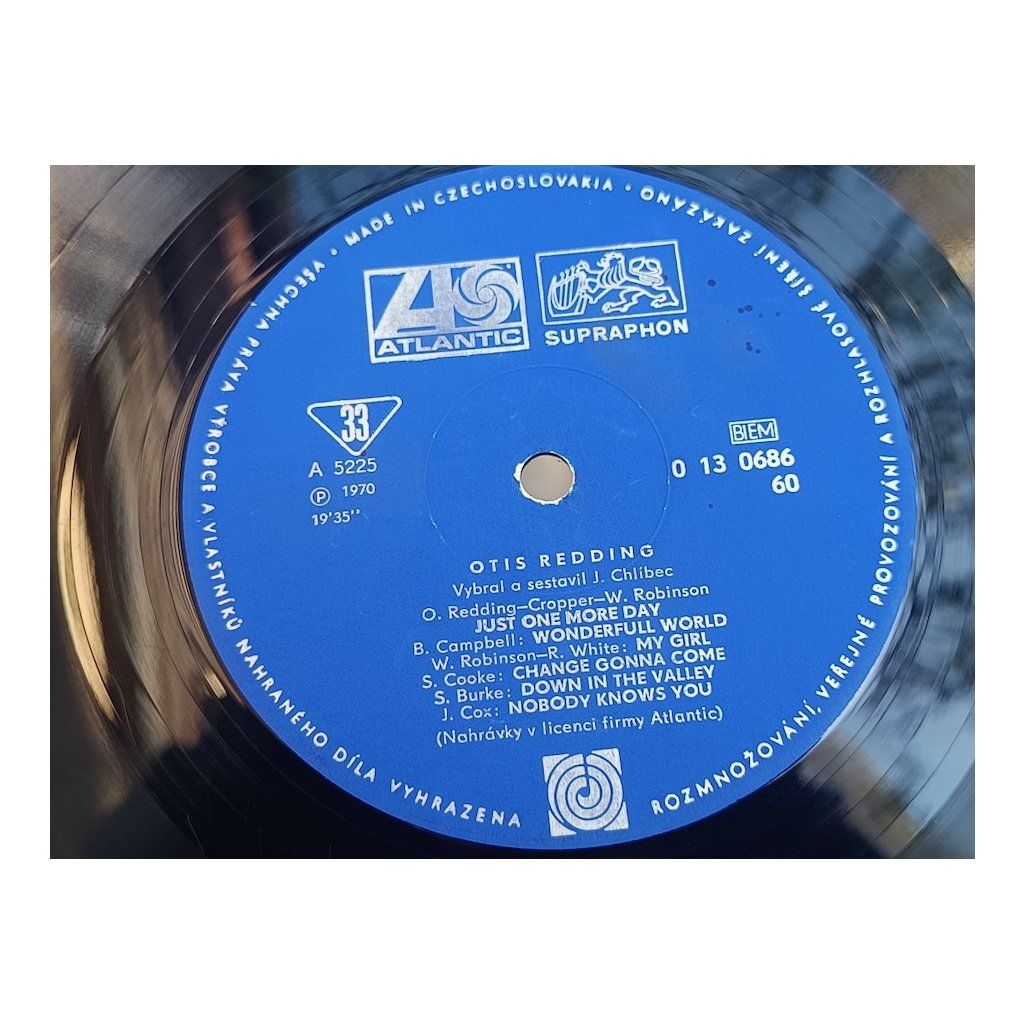 VŠECHNA PRÁVA VÝROBCE A VLASTNÍKŮ NAHRANÉHO DÍLA VYHRAZENA
• MADE IN CZECHOSLOVAKIA •
ROZMNOŽOVÁNÍ, VEŘEJNÉ PROVOZOVÁNÍ A ROZHLASOVÉ ŠÍŘENÍ ZAKÁZÁNO
ATLANTIC
SUPRAPHON
33
A 5225
Ⓟ 1970
19'35''
BIEM
0 13 0686
60
OTIS REDDING
Vybral a sestavil J. Chlíbec
O. Redding—Cropper—W. Robinson
JUST ONE MORE DAY
B. Campbell: WONDERFULL WORLD
W. Robinson—R. White: MY GIRL
S. Cooke: CHANGE GONNA COME
S. Burke: DOWN IN THE VALLEY
J. Cox: NOBODY KNOWS YOU
(Nahrávky v licenci firmy Atlantic)